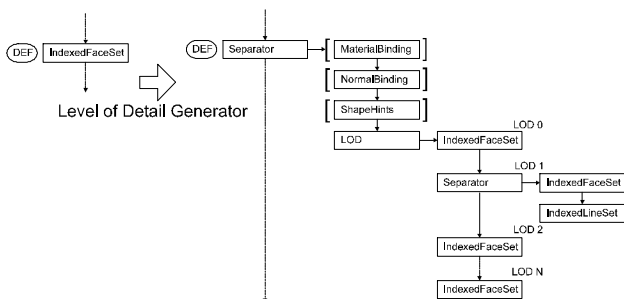 DEF
IndexedFaceSet
Level of Detail Generator
DEF
Separator
[ MaterialBinding ]
[ NormalBinding ]
[ ShapeHints ]
LOD
LOD 0
IndexedFaceSet
LOD 1
Separator
IndexedFaceSet
IndexedLineSet
LOD 2
IndexedFaceSet
LOD N
IndexedFaceSet